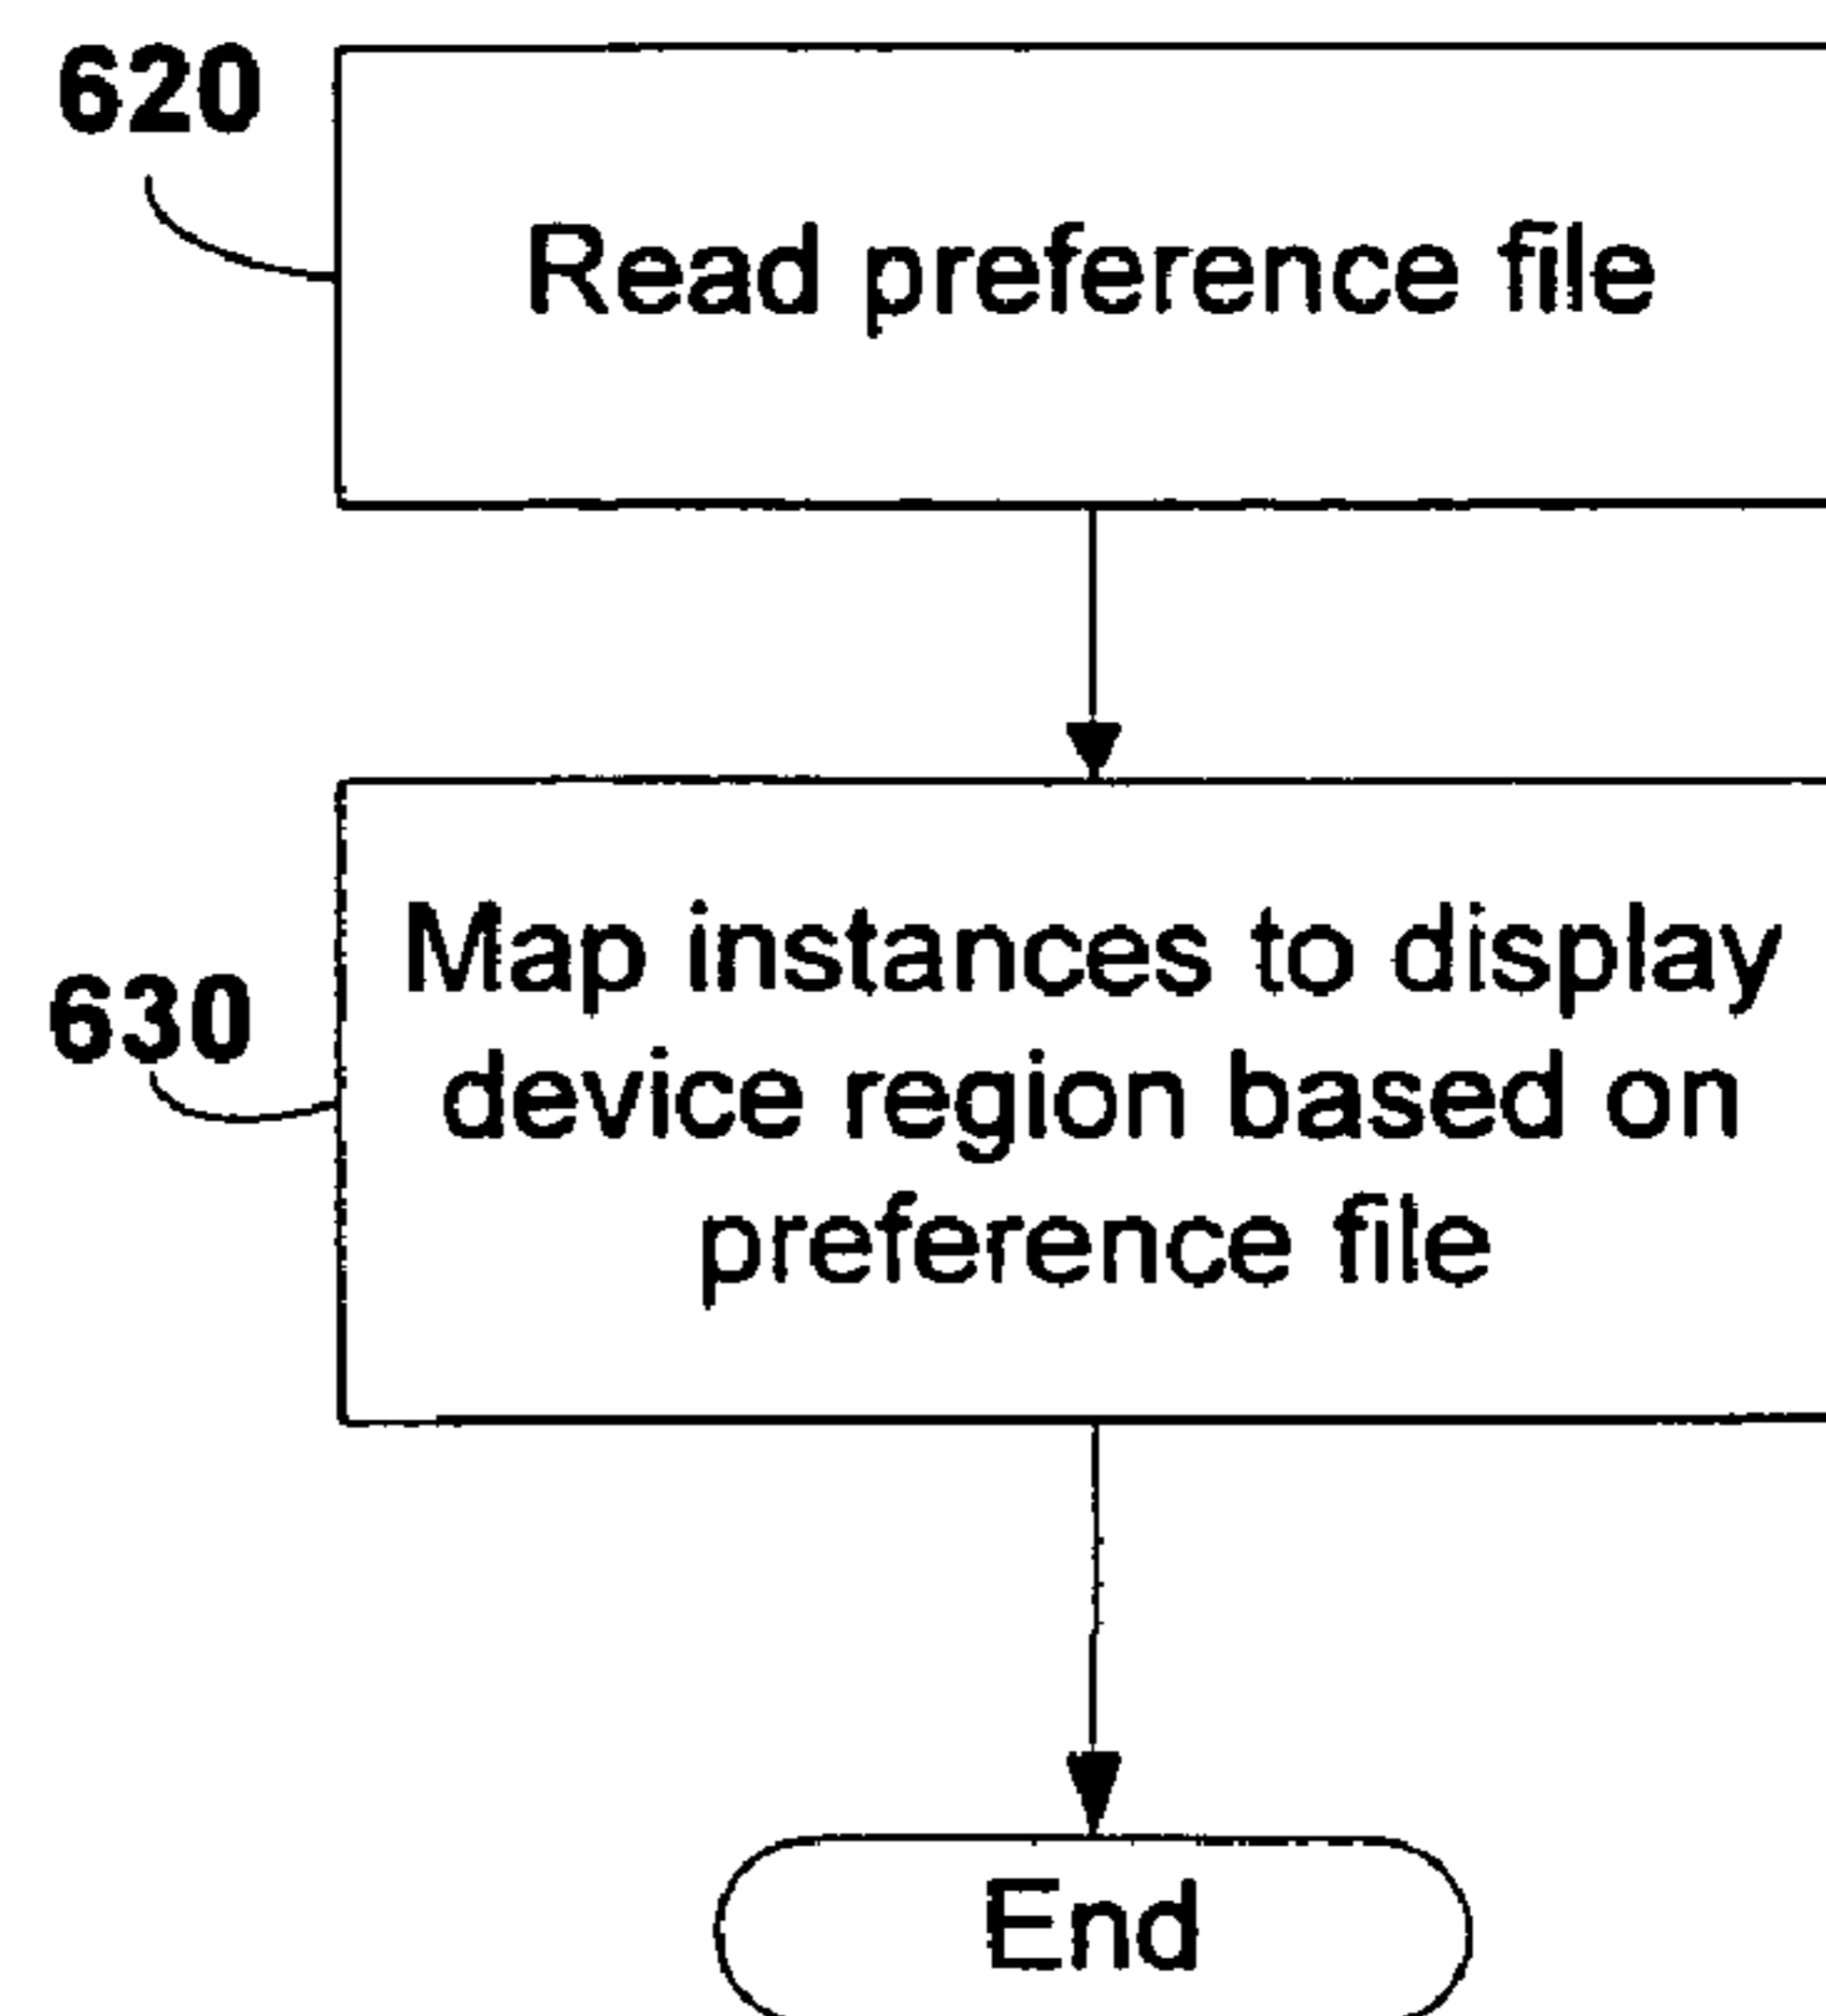 620
Read preference file
Map instances to display
630
device region based on
preference file
End